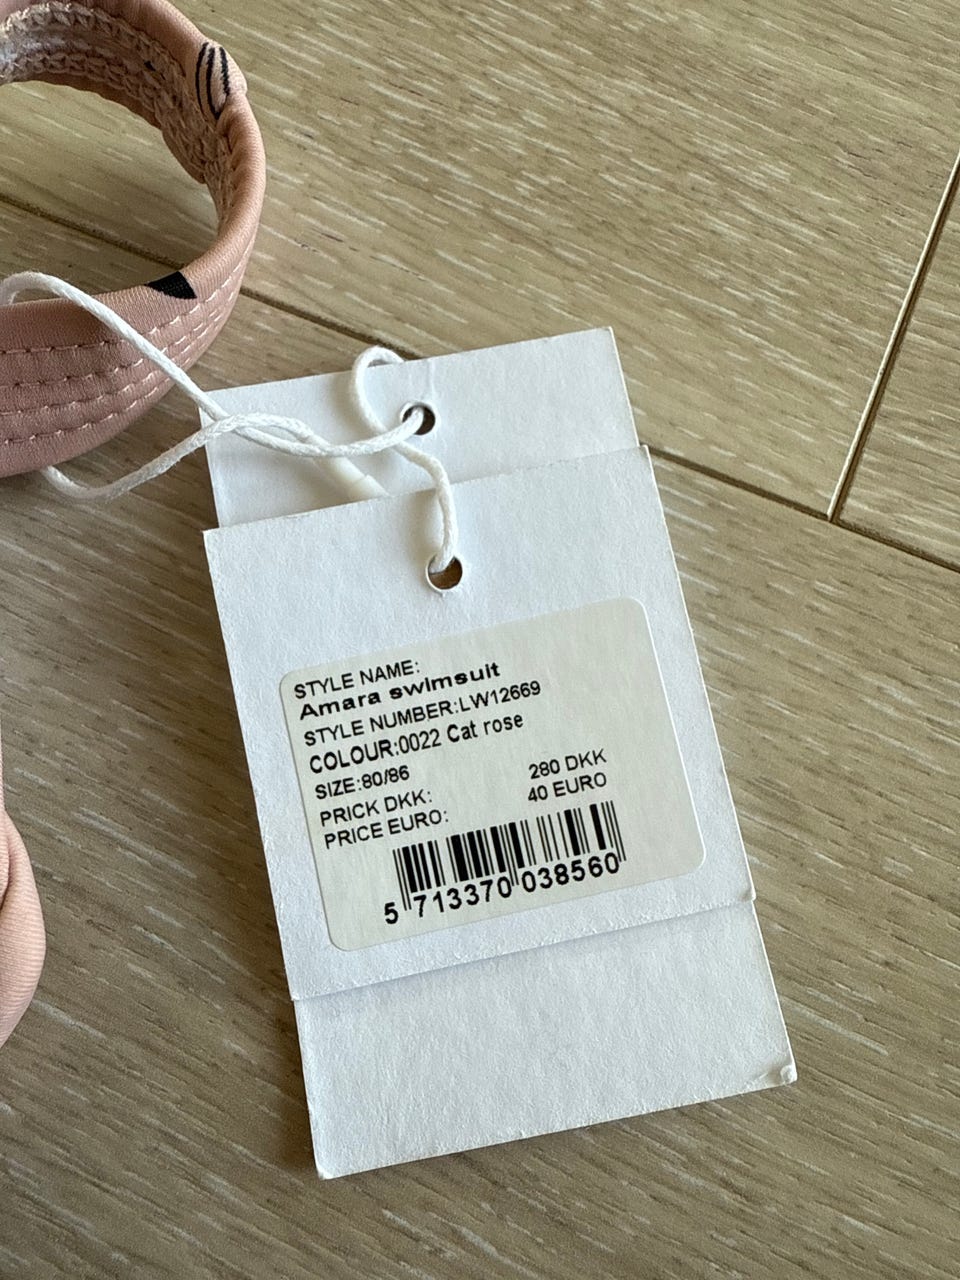 STYLE NAME:
Amara swimsuit
STYLE NUMBER:LW12669
COLOUR:0022 Cat rose
SIZE:80/86
PRICK DKK: 280 DKK
PRICE EURO: 40 EURO
5 713370 038560